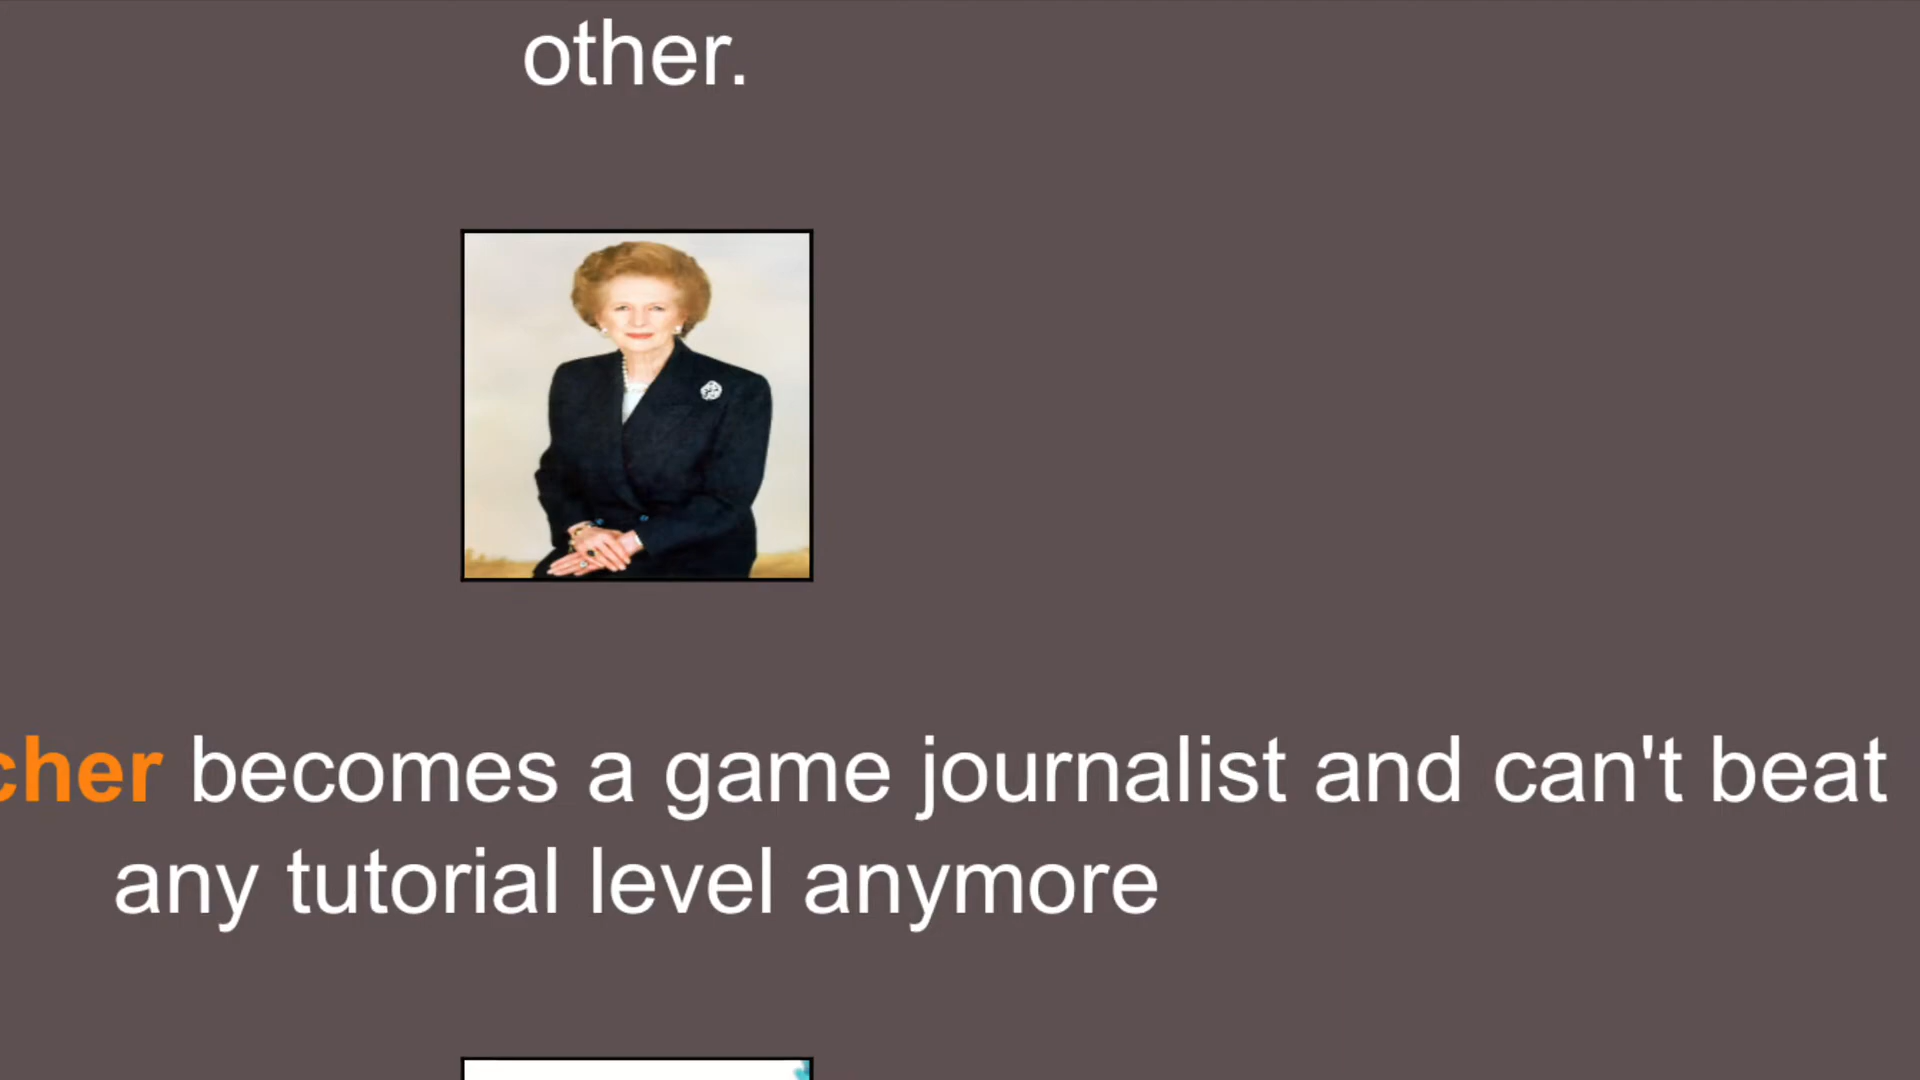 other.
cher becomes a game journalist and can't beat
any tutorial level anymore